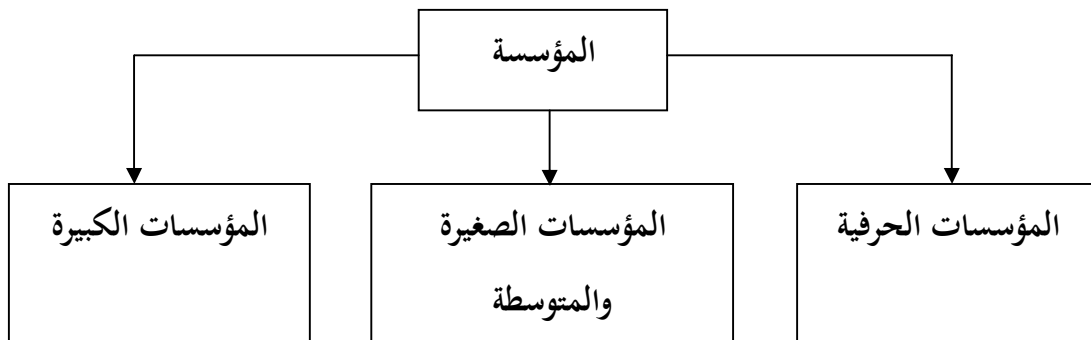 المؤسسة
المؤسسات الحرفية
المؤسسات الصغيرة
والمتوسطة
المؤسسات الكبيرة